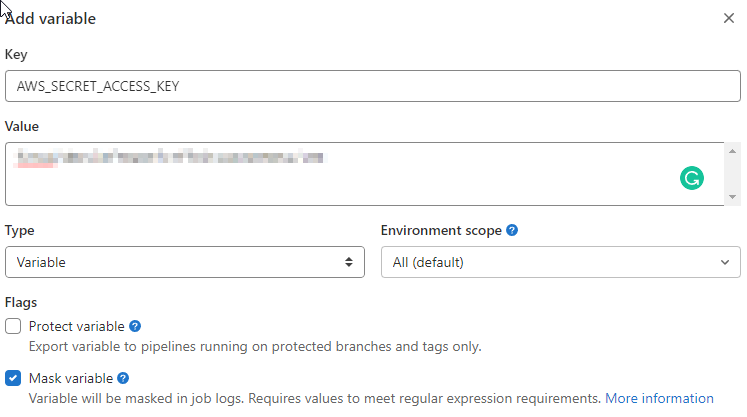 Add variable
Key
AWS_SECRET_ACCESS_KEY
Value
Type
Environment scope
Variable
All (default)
Flags
Protect variable
Export variable to pipelines running on protected branches and tags only.
Mask variable
Variable will be masked in job logs. Requires values to meet regular expression requirements. More information